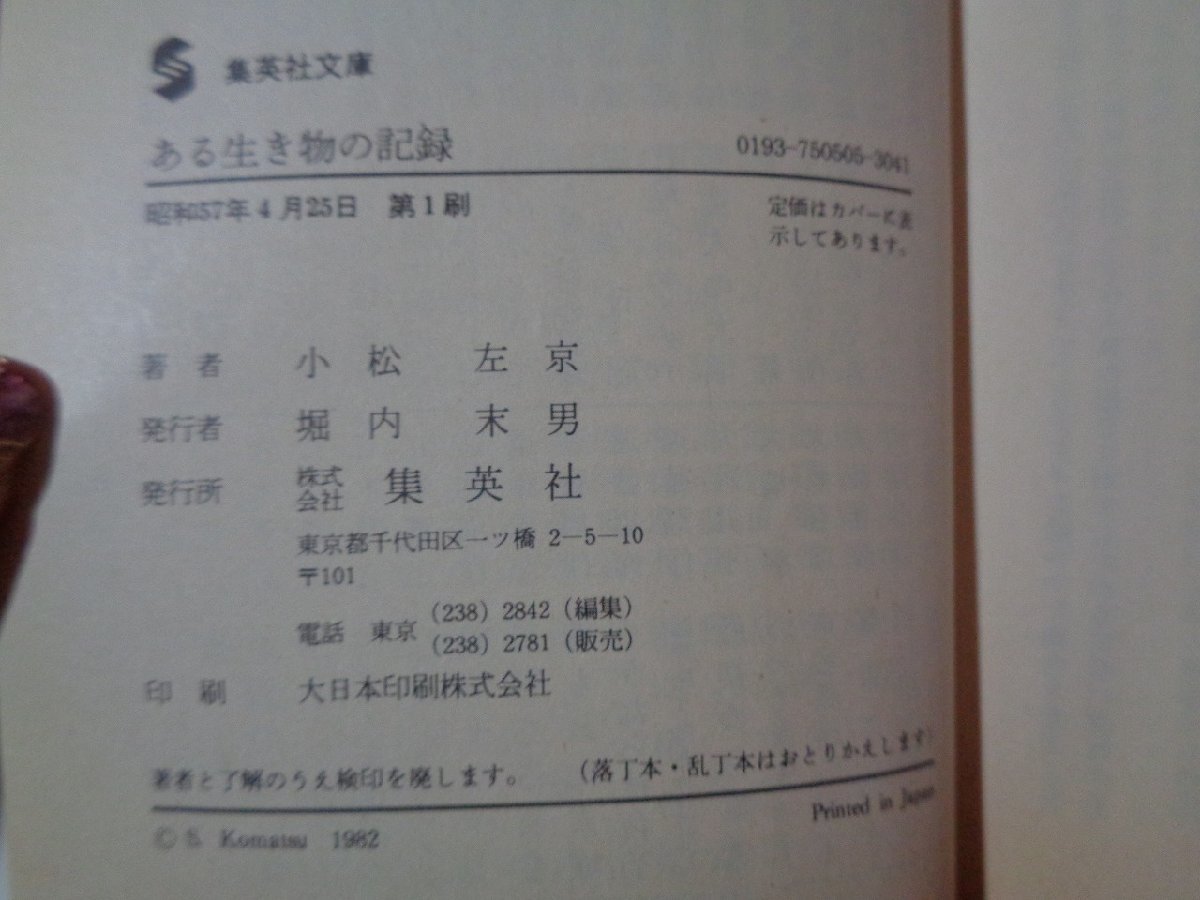 集英社文庫
ある生き物の記録 0193-750505-3041
昭和57年4月25日 第1刷 定価はカバーに表
示してあります。
著者 小松 左京
発行者 堀内 末男
発行所 株式会社 集英社
東京都千代田区一ツ橋 2―5―10
〒101
電話 東京 (238) 2842 (編集)
(238) 2781 (販売)
印刷 大日本印刷株式会社
著者と了解のうえ検印を廃します。 (落丁本・乱丁本はおとりかえします)
Printed in Japan
© S. Komatsu 1982